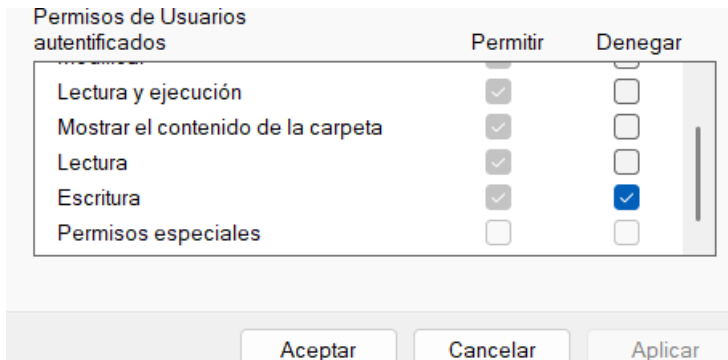 Permisos de Usuarios
autentificados Permitir Denegar
Lectura y ejecución
Mostrar el contenido de la carpeta
Lectura
Escritura
Permisos especiales
Aceptar Cancelar Aplicar